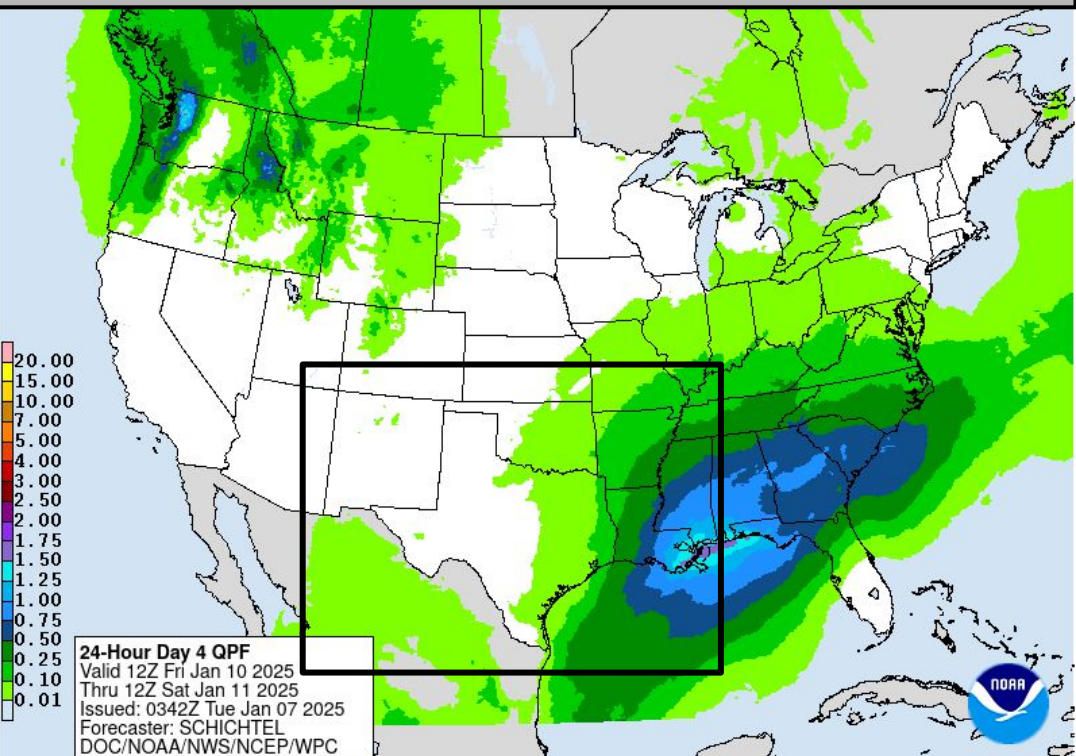 20.00
15.00
10.00
7.00
5.00
4.00
3.00
2.50
2.00
1.75
1.50
1.25
1.00
0.75
0.50
0.25
0.10
0.01
24-Hour Day 4 QPF
Valid 12Z Fri Jan 10 2025
Thru 12Z Sat Jan 11 2025
Issued: 0342Z Tue Jan 07 2025
Forecaster: SCHICHTEL
DOC/NOAA/NWS/NCEP/WPC
NOAA